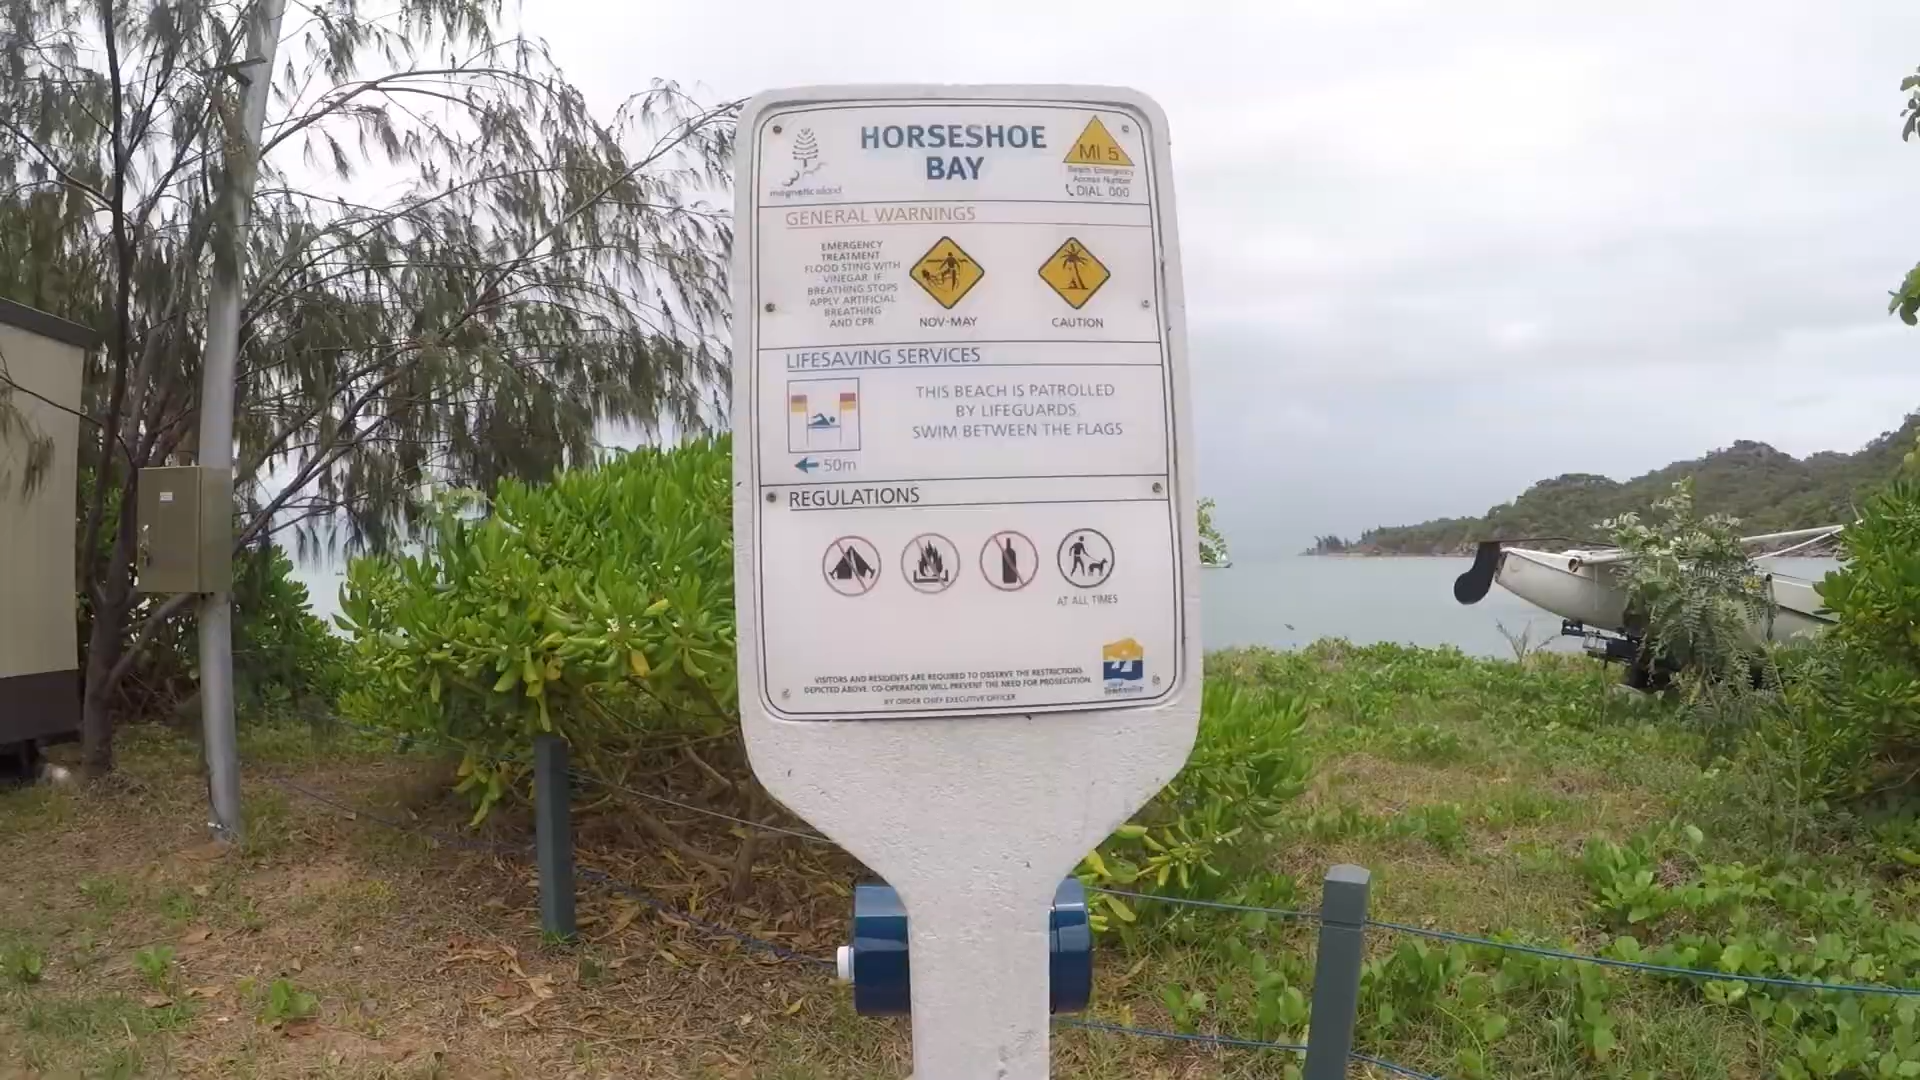 HORSESHOE
BAY
magnetic island
MI 5
Beach Emergency
Access Number
DIAL 000
GENERAL WARNINGS
EMERGENCY
TREATMENT
FLOOD STING WITH
VINEGAR. IF
BREATHING STOPS
APPLY ARTIFICIAL
BREATHING
AND CPR
NOV-MAY
CAUTION
LIFESAVING SERVICES
THIS BEACH IS PATROLLED
BY LIFEGUARDS
SWIM BETWEEN THE FLAGS
50m
REGULATIONS
AT ALL TIMES
VISITORS AND RESIDENTS ARE REQUIRED TO OBSERVE THE RESTRICTIONS
DEPICTED ABOVE. CO-OPERATION WILL PREVENT THE NEED FOR PROSECUTION.
BY ORDER CHIEF EXECUTIVE OFFICER
Townsville